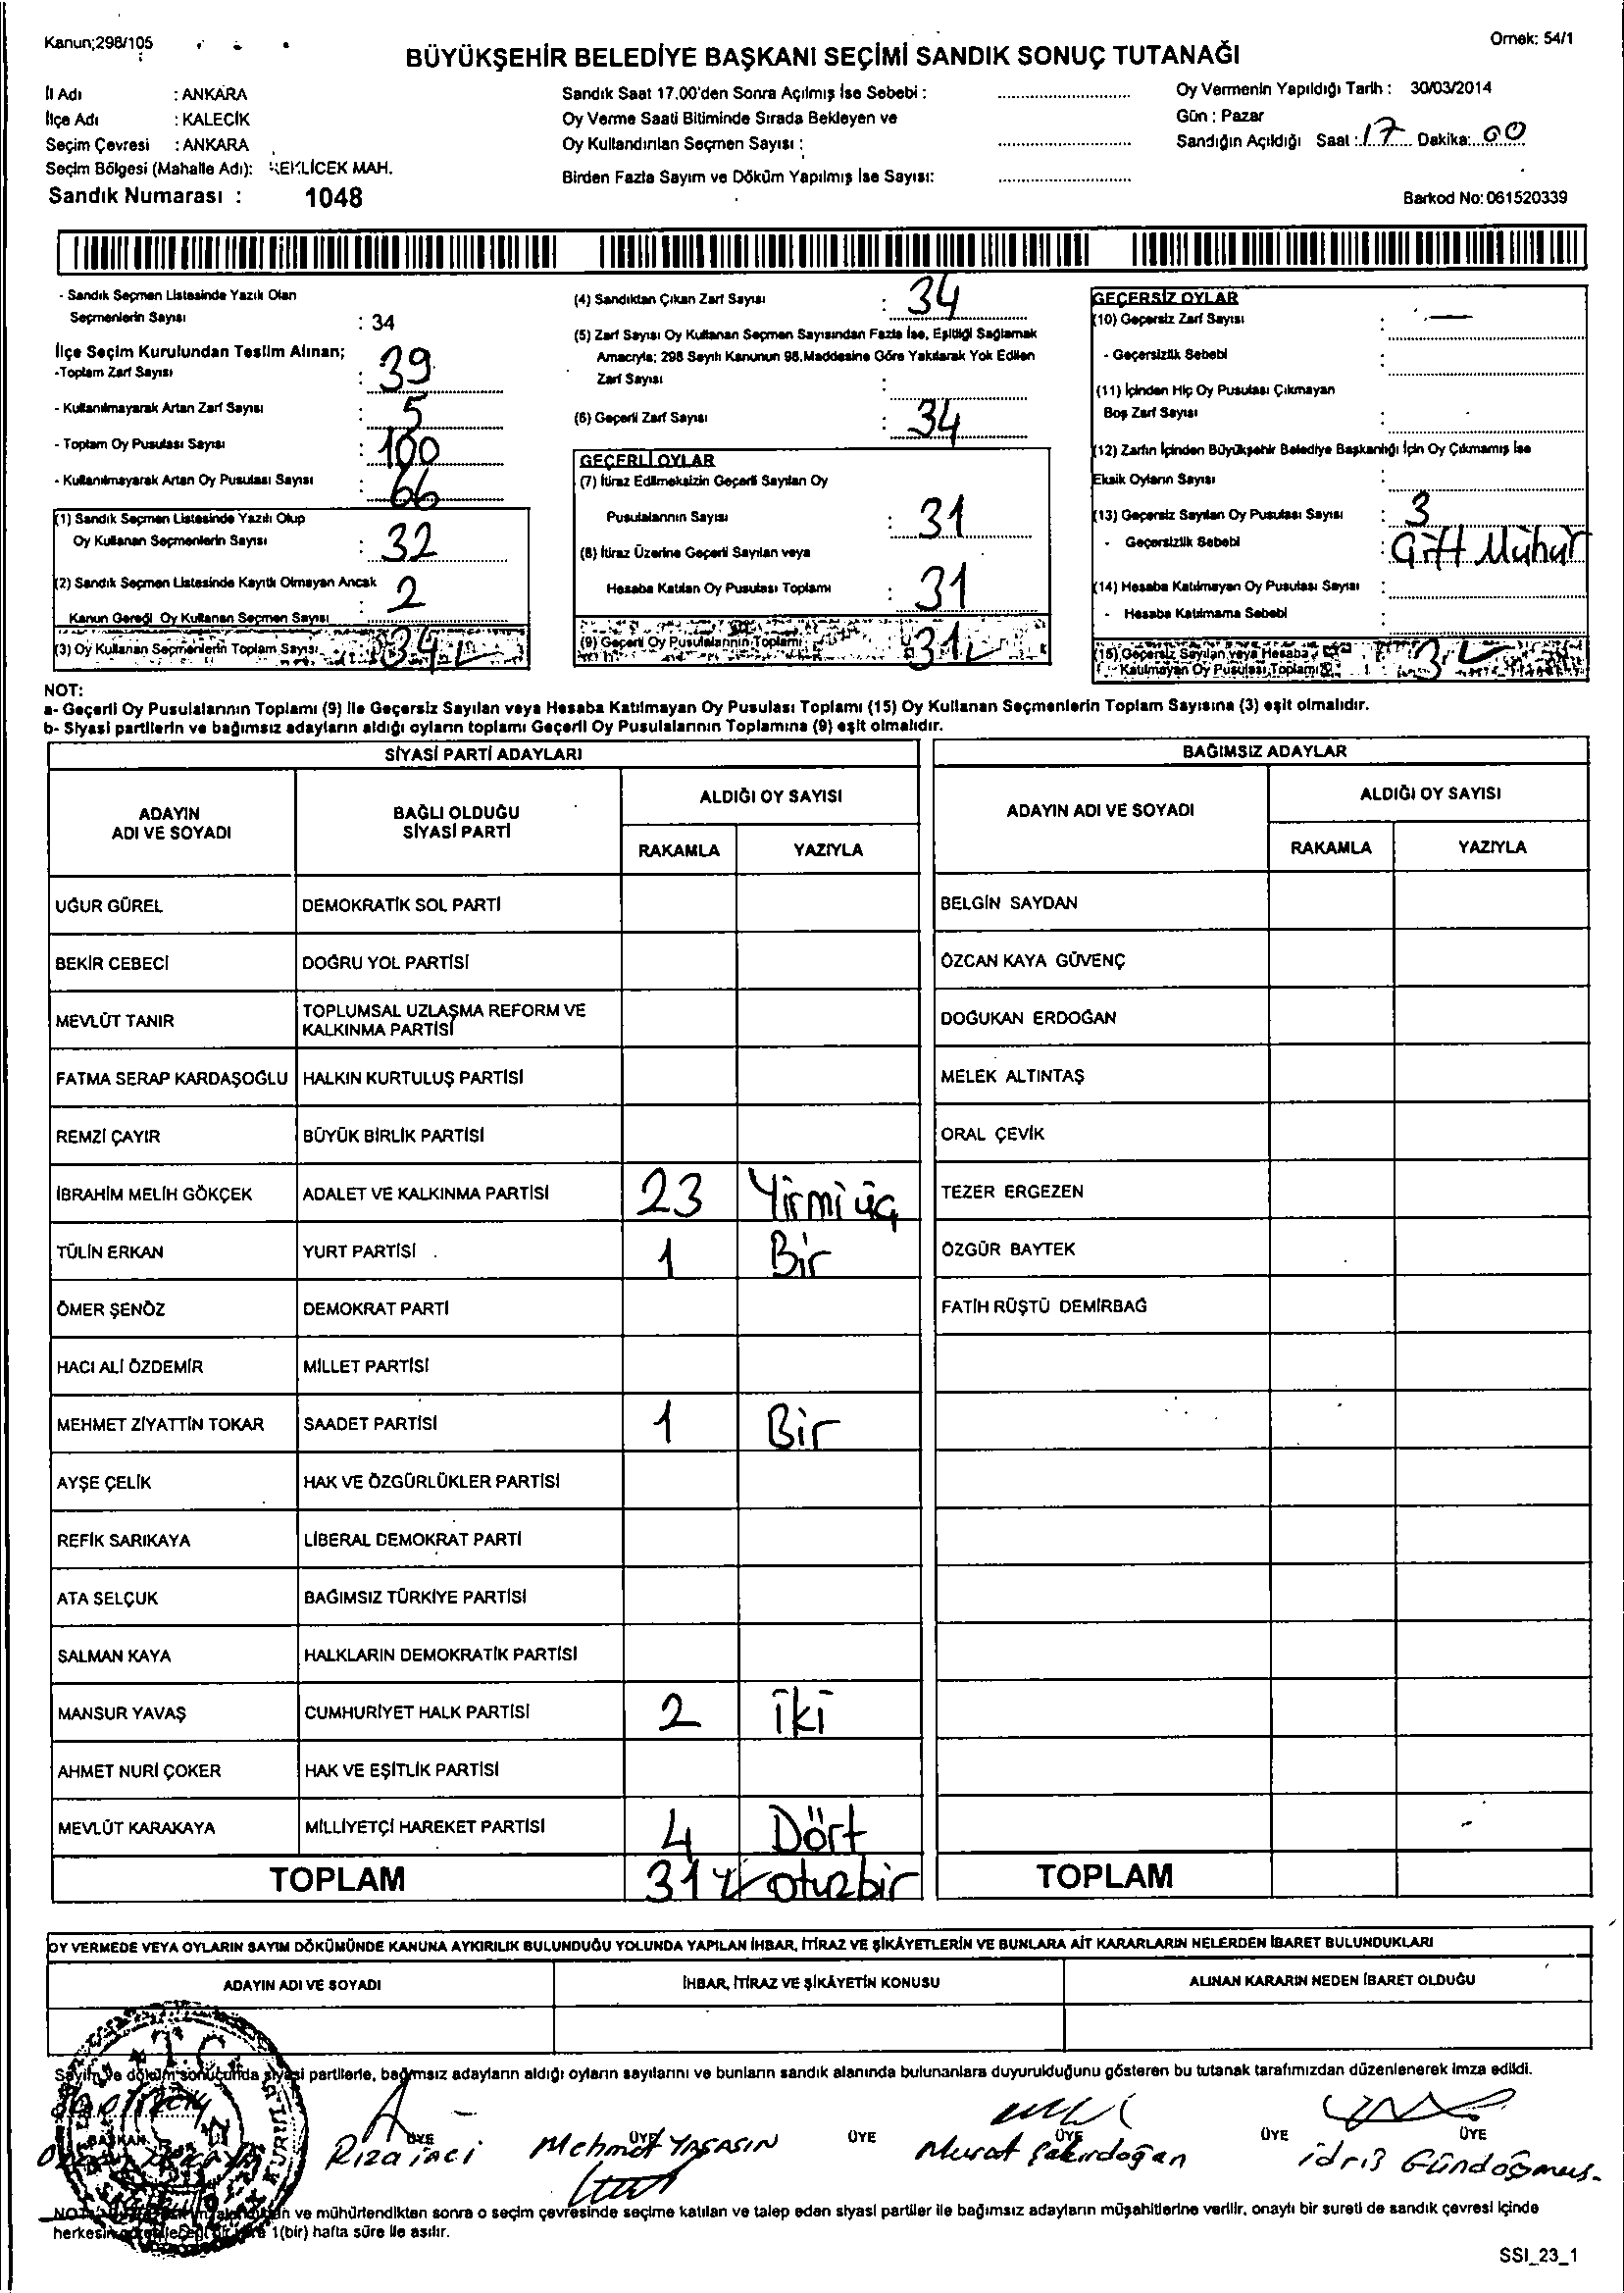 Kanun;298/105
Örnek: 54/1
BÜYÜKŞEHİR BELEDİYE BAŞKANI SEÇİMİ SANDIK SONUÇ TUTANAĞI
İl Adı : ANKARA
İlçe Adı : KALECİK
Seçim Çevresi : ANKARA
Seçim Bölgesi (Mahalle Adı): MAH.
Sandık Numarası : 1048
Sandık Saat 17.00'den Sonra Açılmış İse Sebebi :
Oy Verme Saati Bitiminde Sırada Bekleyen ve
Oy Kullandırılan Seçmen Sayısı :
Birden Fazla Sayım ve Döküm Yapılmış İse Sayısı:
Oy Vermenin Yapıldığı Tarih : 30/03/2014
Gün : Pazar
Sandığın Açıldığı Saat : 17 Dakika: 00
Barkod No: 061520339
- Sandık Seçmen Listesinde Yazılı Olan
Seçmenlerin Sayısı : 34
İlçe Seçim Kurulundan Teslim Alınan;
-Toplam Zarf Sayısı : 39
- Kullanılmayarak Artan Zarf Sayısı : 5
- Toplam Oy Pusulası Sayısı : 100
- Kullanılmayarak Artan Oy Pusulası Sayısı : 66
(1) Sandık Seçmen Listesinde Yazılı Olup
Oy Kullanan Seçmenlerin Sayısı : 32
(2) Sandık Seçmen Listesinde Kayıtlı Olmayan Ancak
Kanun Gereği Oy Kullanan Seçmen Sayısı : 2
(3) Oy Kullanan Seçmenlerin Toplam Sayısı 34
(4) Sandıktan Çıkan Zarf Sayısı : 34
(5) Zarf Sayısı Oy Kullanan Seçmen Sayısından Fazla İse, Eşitliği Sağlamak
Amacıyla; 298 Sayılı Kanunun 98.Maddesine Göre Yakılarak Yok Edilen
Zarf Sayısı :
(6) Geçerli Zarf Sayısı : 34
GEÇERLİ OYLAR
(7) İtiraz Edilmeksizin Geçerli Sayılan Oy
Pusulalarının Sayısı : 31
(8) İtiraz Üzerine Geçerli Sayılan veya
Hesaba Katılan Oy Pusulası Toplamı : 31
(9) Geçerli Oy Pusulalarının Toplamı 31
GEÇERSİZ OYLAR
(10) Geçersiz Zarf Sayısı : —
- Geçersizlik Sebebi :
(11) İçinden Hiç Oy Pusulası Çıkmayan
Boş Zarf Sayısı :
(12) Zarfın İçinden Büyükşehir Belediye Başkanlığı İçin Oy Çıkmamış İse
Eksik Oyların Sayısı :
(13) Geçersiz Sayılan Oy Pusulası Sayısı : 3
- Geçersizlik Sebebi : Çift Mühür
(14) Hesaba Katılmayan Oy Pusulası Sayısı :
- Hesaba Katılmama Sebebi :
(15) Geçersiz Sayılan veya Hesaba
Katılmayan Oy Pusulası Toplamı 3
NOT:
a- Geçerli Oy Pusulalarının Toplamı (9) ile Geçersiz Sayılan veya Hesaba Katılmayan Oy Pusulası Toplamı (15) Oy Kullanan Seçmenlerin Toplam Sayısına (3) eşit olmalıdır.
b- Siyasi partilerin ve bağımsız adayların aldığı oyların toplamı Geçerli Oy Pusulalarının Toplamına (9) eşit olmalıdır.
SİYASİ PARTİ ADAYLARI
ADAYIN ADI VE SOYADI BAĞLI OLDUĞU SİYASİ PARTİ ALDIĞI OY SAYISI
RAKAMLA YAZIYLA
UĞUR GÜREL DEMOKRATİK SOL PARTİ
BEKİR CEBECİ DOĞRU YOL PARTİSİ
MEVLÜT TANIR TOPLUMSAL UZLAŞMA REFORM VE KALKINMA PARTİSİ
FATMA SERAP KARDAŞOĞLU HALKIN KURTULUŞ PARTİSİ
REMZİ ÇAYIR BÜYÜK BİRLİK PARTİSİ
İBRAHİM MELİH GÖKÇEK ADALET VE KALKINMA PARTİSİ 23 Yirmi üç
TÜLİN ERKAN YURT PARTİSİ 1 Bir
ÖMER ŞENÖZ DEMOKRAT PARTİ
HACI ALİ ÖZDEMİR MİLLET PARTİSİ
MEHMET ZİYATTİN TOKAR SAADET PARTİSİ 1 Bir
AYŞE ÇELİK HAK VE ÖZGÜRLÜKLER PARTİSİ
REFİK SARIKAYA LİBERAL DEMOKRAT PARTİ
ATA SELÇUK BAĞIMSIZ TÜRKİYE PARTİSİ
SALMAN KAYA HALKLARIN DEMOKRATİK PARTİSİ
MANSUR YAVAŞ CUMHURİYET HALK PARTİSİ 2 İki
AHMET NURİ ÇOKER HAK VE EŞİTLİK PARTİSİ
MEVLÜT KARAKAYA MİLLİYETÇİ HAREKET PARTİSİ 4 Dört
TOPLAM 31 otuzbir
BAĞIMSIZ ADAYLAR
ADAYIN ADI VE SOYADI ALDIĞI OY SAYISI
RAKAMLA YAZIYLA
BELGİN SAYDAN
ÖZCAN KAYA GÜVENÇ
DOĞUKAN ERDOĞAN
MELEK ALTINTAŞ
ORAL ÇEVİK
TEZER ERGEZEN
ÖZGÜR BAYTEK
FATİH RÜŞTÜ DEMİRBAĞ
TOPLAM
OY VERMEDE VEYA OYLARIN SAYIM DÖKÜMÜNDE KANUNA AYKIRILIK BULUNDUĞU YOLUNDA YAPILAN İHBAR, İTİRAZ VE ŞİKÂYETLERİN VE BUNLARA AİT KARARLARIN NELERDEN İBARET BULUNDUKLARI
ADAYIN ADI VE SOYADI İHBAR, İTİRAZ VE ŞİKÂYETİN KONUSU ALINAN KARARIN NEDEN İBARET OLDUĞU
Sayım ve döküm sonucunda siyasi partilerle, bağımsız adayların aldığı oyların sayılarını ve bunların sandık alanında bulunanlara duyurulduğunu gösteren bu tutanak tarafımızdan düzenlenerek imza edildi.
BAŞKAN ÜYE ÜYE ÜYE ÜYE ÜYE ÜYE
Rıza inci Mehmet YAŞASIN Murat Çakırdoğan idris Gündoğmuş
ve mühürlendikten sonra o seçim çevresinde seçime katılan ve talep eden siyasi partiler ile bağımsız adayların müşahitlerine verilir, onaylı bir sureti de sandık çevresi içinde
herkesin 1(bir) hafta süre ile asılır.
SSI_23_1